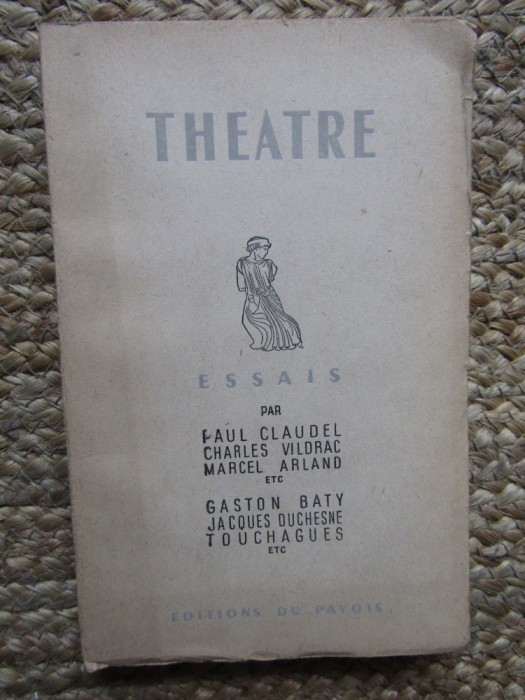 THEATRE
ESSAIS
PAR
PAUL CLAUDEL
CHARLES VILDRAC
MARCEL ARLAND
ETC
GASTON BATY
JACQUES DUCHESNE
TOUCHAGUES
ETC
EDITIONS DU PAVOIS